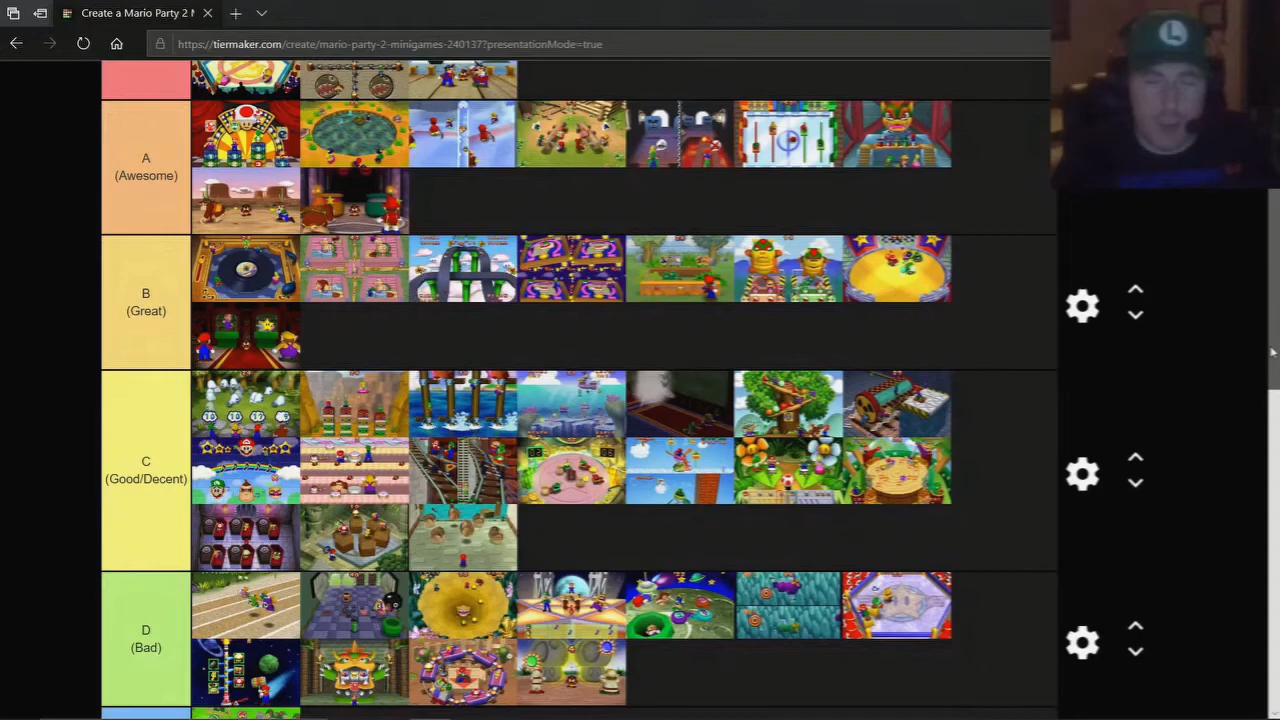 Create a Mario Party 2 M
https://tiermaker.com/create/mario-party-2-minigames-240137?presentationMode=true
L
A
(Awesome)
B
(Great)
C
(Good/Decent)
D
(Bad)